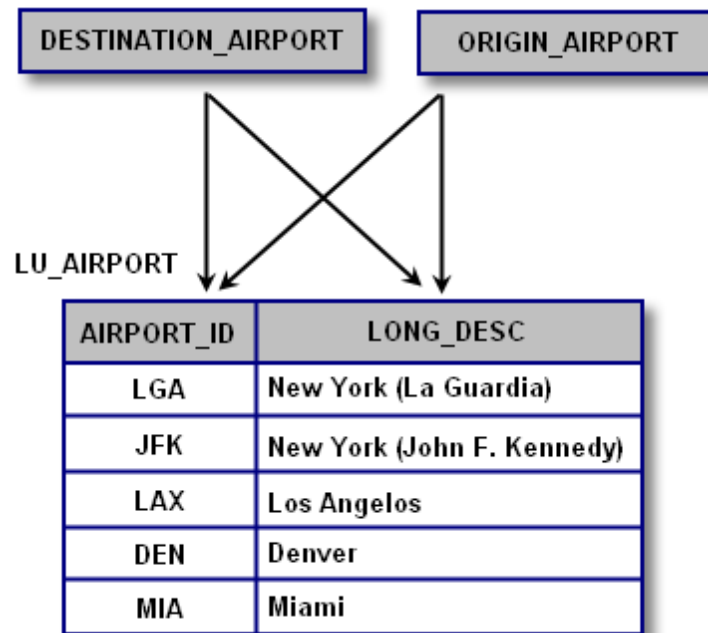 DESTINATION_AIRPORT
ORIGIN_AIRPORT
LU_AIRPORT
AIRPORT_ID LONG_DESC
LGA New York (La Guardia)
JFK New York (John F. Kennedy)
LAX Los Angelos
DEN Denver
MIA Miami